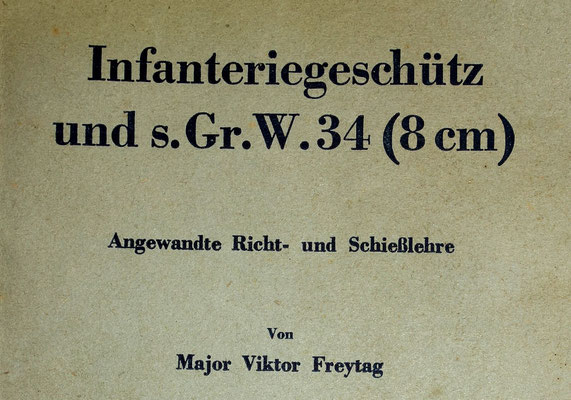 Infanteriegeschütz
und s.Gr.W.34 (8 cm)
Angewandte Richt- und Schießlehre
Von
Major Viktor Freytag